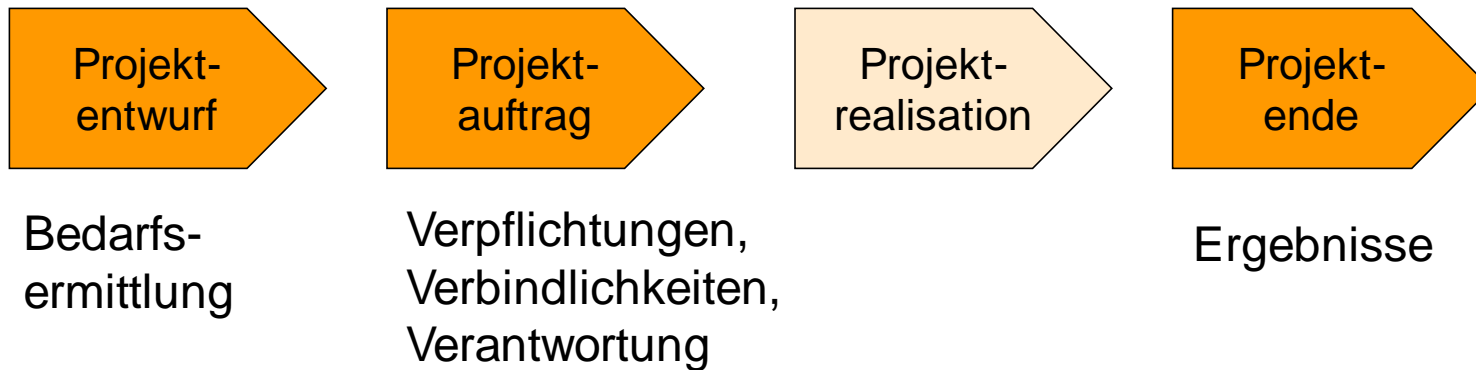 Projekt-
entwurf
Projekt-
auftrag
Projekt-
realisation
Projekt-
ende
Bedarfs-
ermittlung
Verpflichtungen,
Verbindlichkeiten,
Verantwortung
Ergebnisse